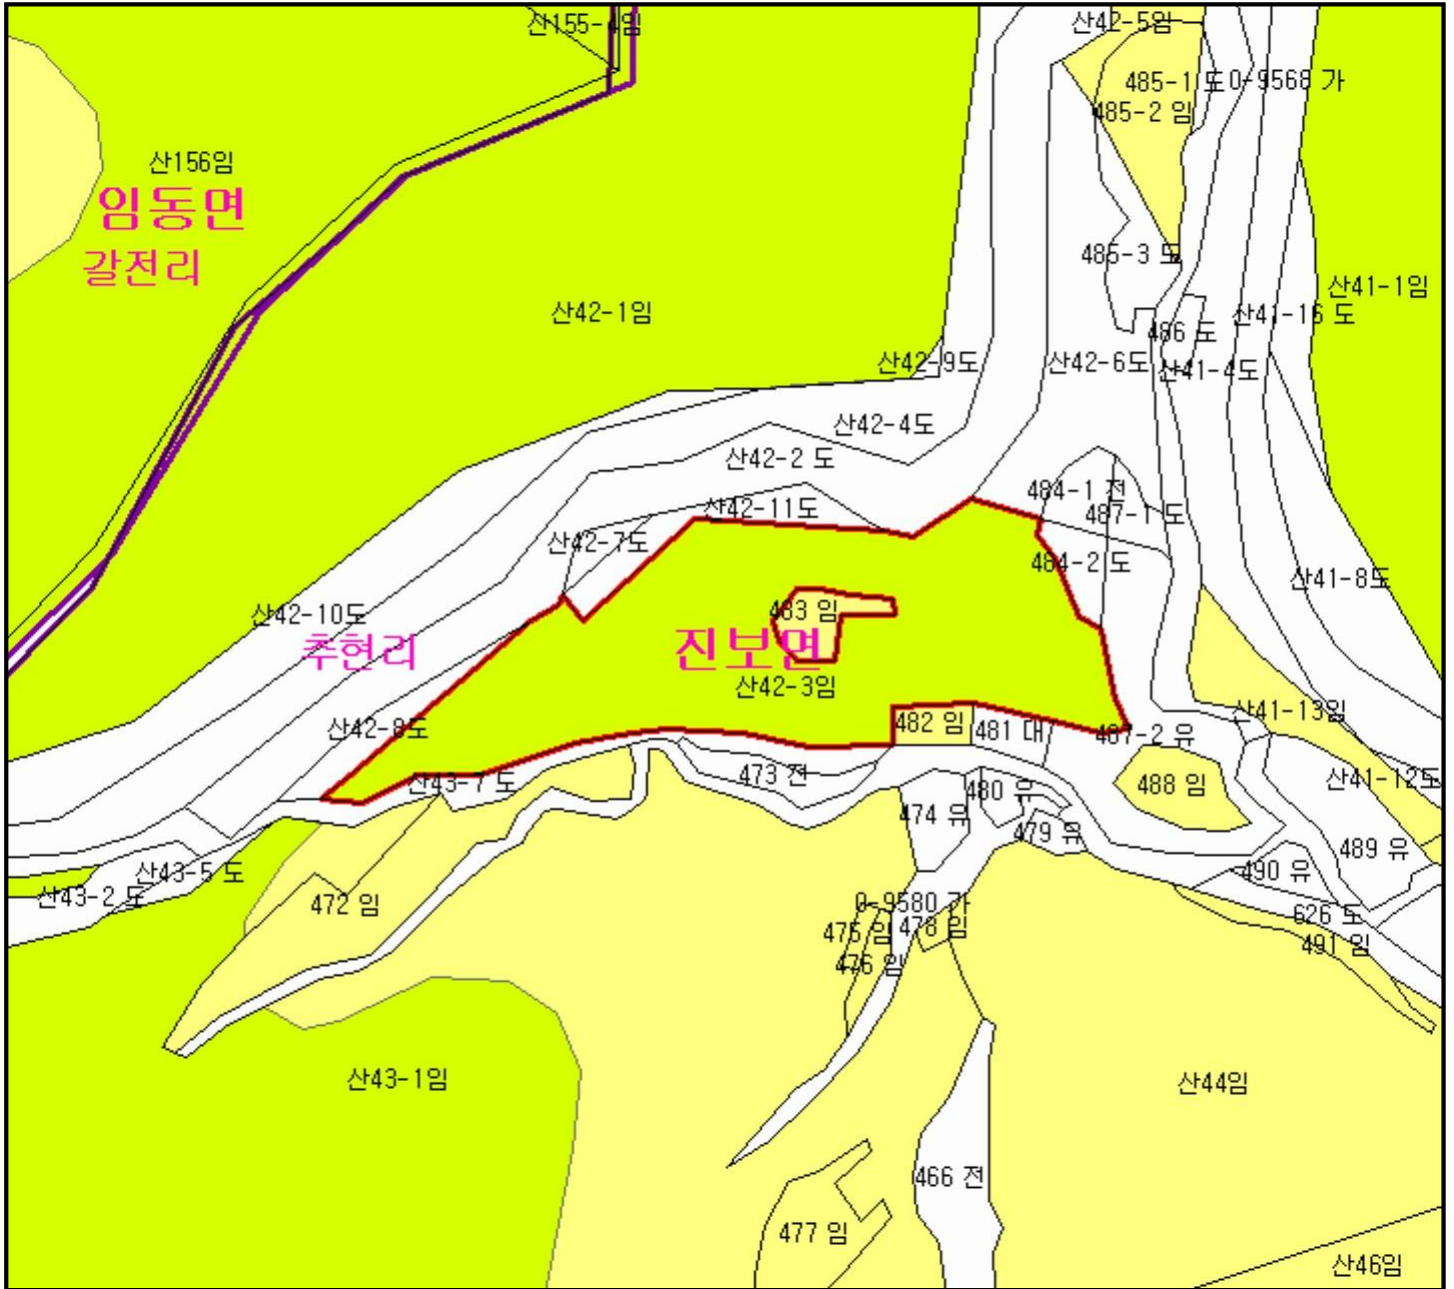 산155-4임
산42-5임
485-1 도
0-9568 가
485-2 임
산156임
임동면
갈전리
485-3 도
산41-1임
산42-1임
산41-16 도
486 도
산42-9도
산42-6도
산41-4도
산42-4도
산42-2 도
484-1 전
산42-11도
487-1 도
산42-7도
484-2 도
산41-8도
483 임
산42-10도
추현리
진보면
산42-3임
산42-8도
482 임
481 대
산41-13임
487-2 유
473 전
산43-7 도
산41-12도
488 임
480 유
474 유
479 유
489 유
산43-5 도
490 유
산43-2 도
472 임
0-9580 가
626 도
475 임
478 임
491 임
476 임
산43-1임
산44임
466 전
477 임
산46임